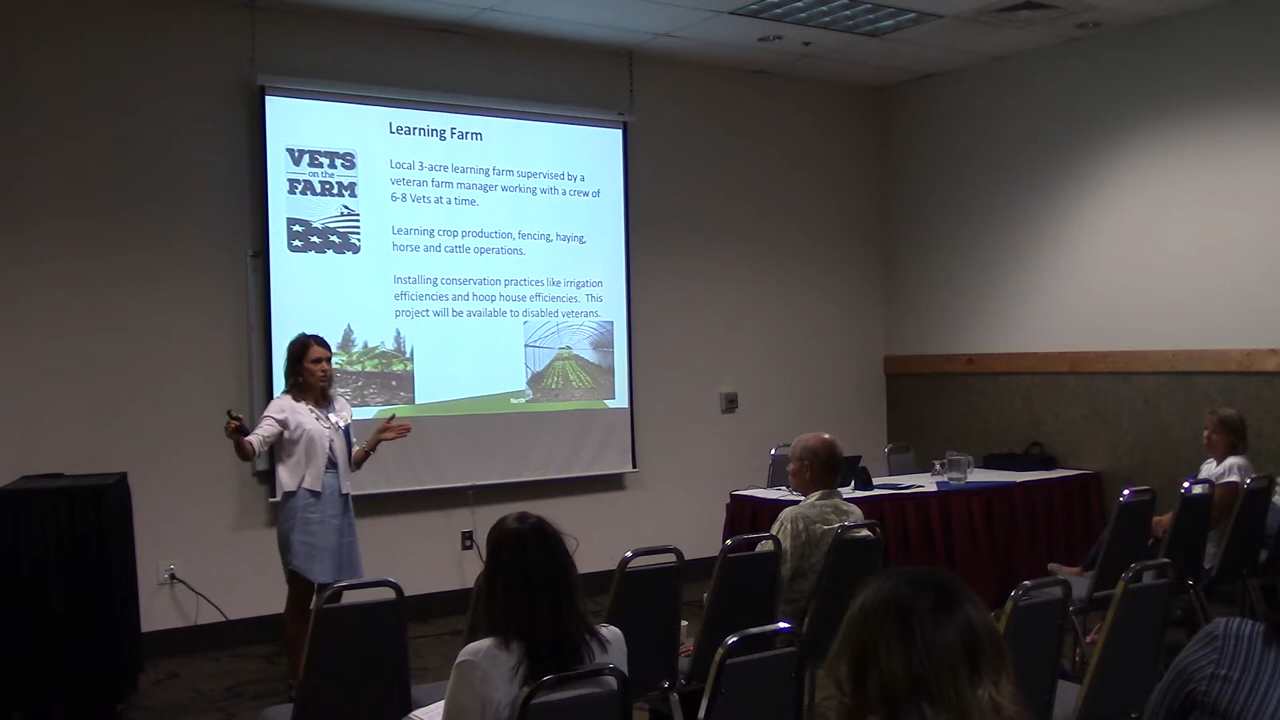 Learning Farm
VETS
on the
FARM
Local 3-acre learning farm supervised by a
veteran farm manager working with a crew of
6-8 Vets at a time.
Learning crop production, fencing, haying,
horse and cattle operations.
Installing conservation practices like irrigation
efficiencies and hoop house efficiencies. This
project will be available to disabled veterans.
North